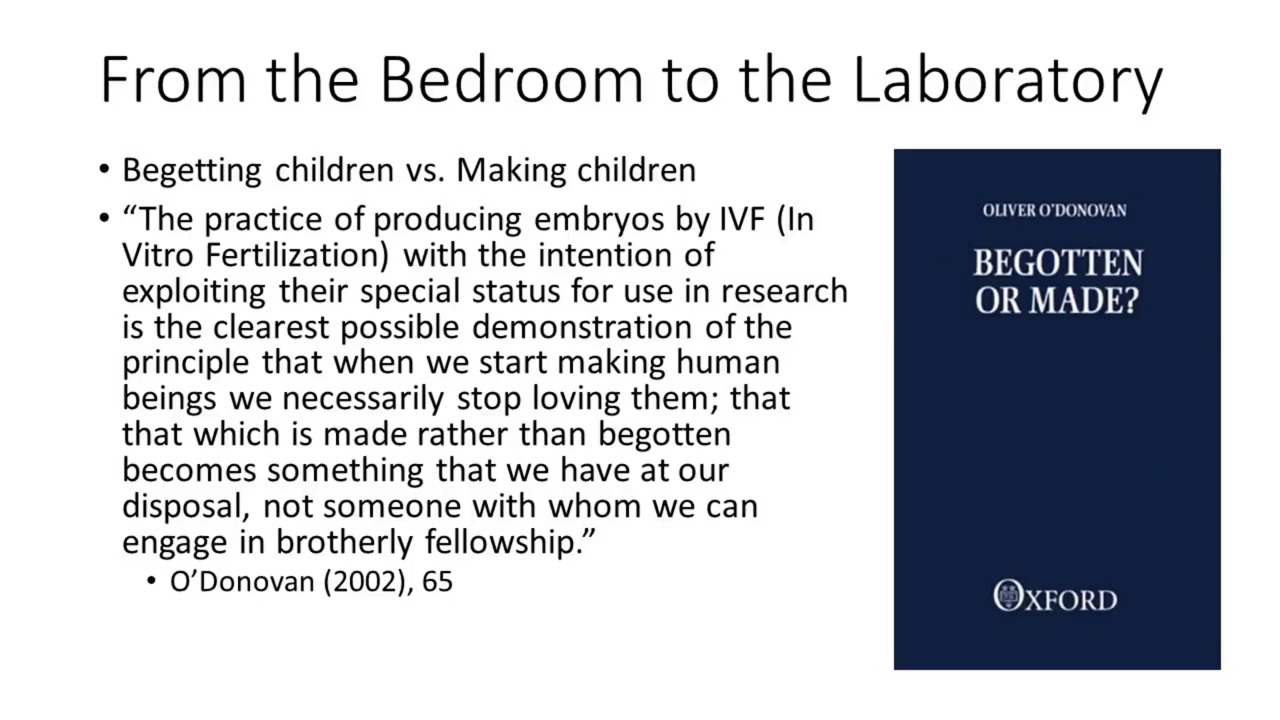 From the Bedroom to the Laboratory
• Begetting children vs. Making children
• “The practice of producing embryos by IVF (In
Vitro Fertilization) with the intention of
exploiting their special status for use in research
is the clearest possible demonstration of the
principle that when we start making human
beings we necessarily stop loving them; that
that which is made rather than begotten
becomes something that we have at our
disposal, not someone with whom we can
engage in brotherly fellowship.”
• O’Donovan (2002), 65
OLIVER O’DONOVAN
BEGOTTEN
OR MADE?
OXFORD